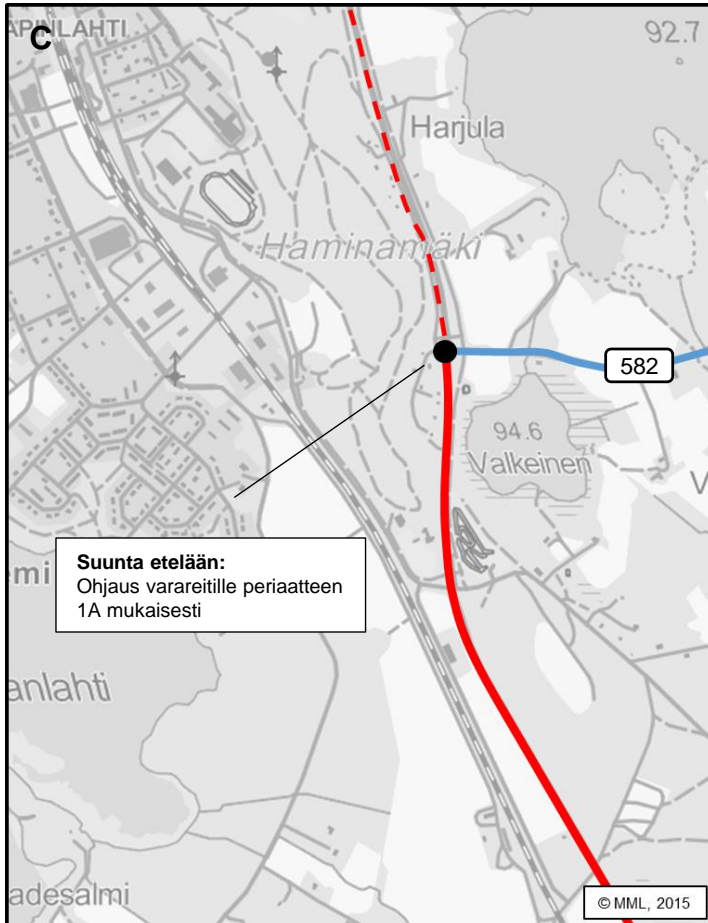 C
APINLAHTI
92.7
Harjula
Haminamäki
582
94.6
Valkeinen
V
Suunta etelään:
Ohjaus varareitille periaatteen
1A mukaisesti
emi
anlahti
adesalmi
© MML, 2015